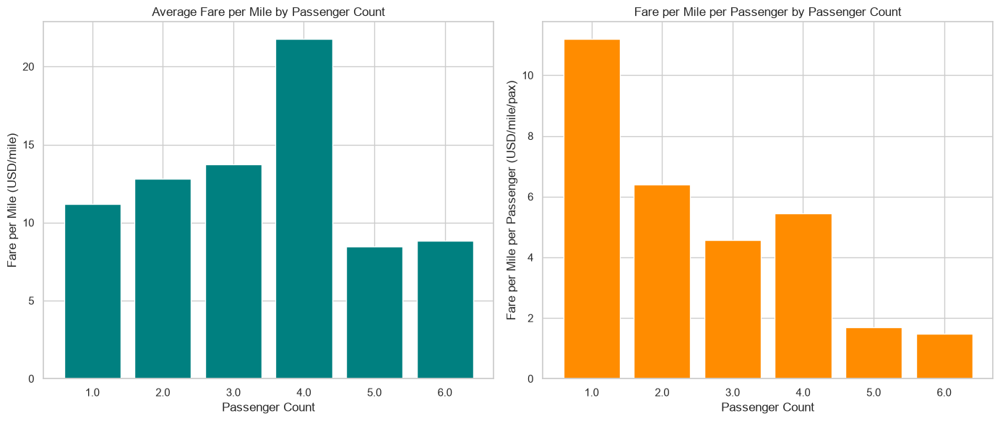 Average Fare per Mile by Passenger Count
Fare per Mile (USD/mile)
20
15
10
5
0
1.0 2.0 3.0 4.0 5.0 6.0
Passenger Count
Fare per Mile per Passenger by Passenger Count
Fare per Mile per Passenger (USD/mile/pax)
10
8
6
4
2
0
1.0 2.0 3.0 4.0 5.0 6.0
Passenger Count